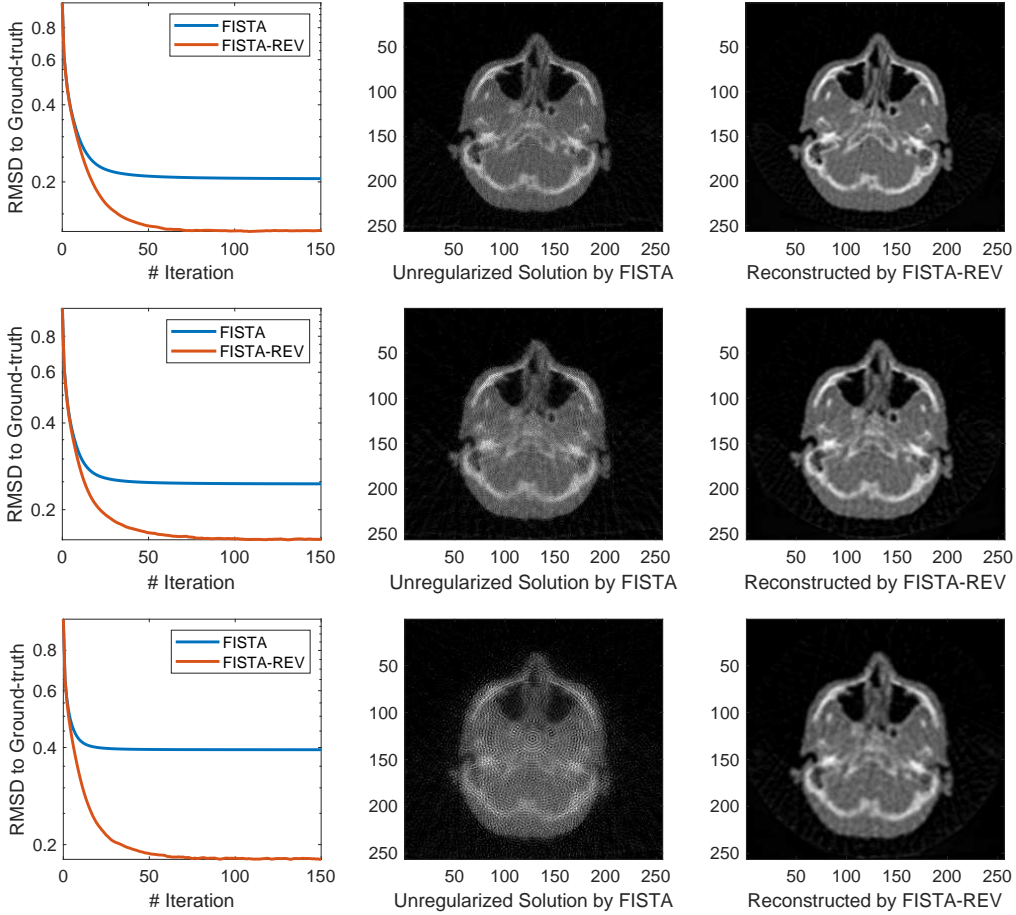 0.8
0.6
0.4
0.2
RMSD to Ground-truth
0 50 100 150
# Iteration
FISTA
FISTA-REV
50
100
150
200
250
50 100 150 200 250
Unregularized Solution by FISTA
50
100
150
200
250
50 100 150 200 250
Reconstructed by FISTA-REV
0.8
0.6
0.4
0.2
RMSD to Ground-truth
0 50 100 150
# Iteration
FISTA
FISTA-REV
50
100
150
200
250
50 100 150 200 250
Unregularized Solution by FISTA
50
100
150
200
250
50 100 150 200 250
Reconstructed by FISTA-REV
0.8
0.6
0.4
0.2
RMSD to Ground-truth
0 50 100 150
# Iteration
FISTA
FISTA-REV
50
100
150
200
250
50 100 150 200 250
Unregularized Solution by FISTA
50
100
150
200
250
50 100 150 200 250
Reconstructed by FISTA-REV